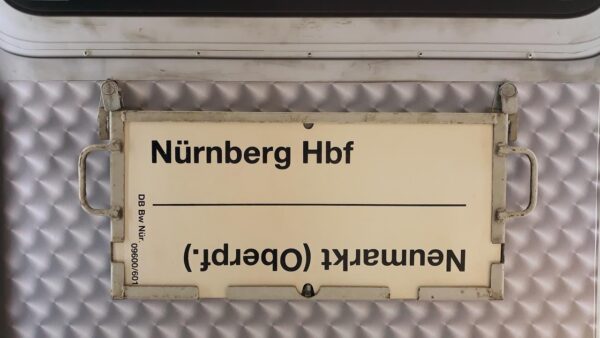 Nürnberg Hbf
Neumarkt (Oberpf.)
DB Bw Nür. 09600/601